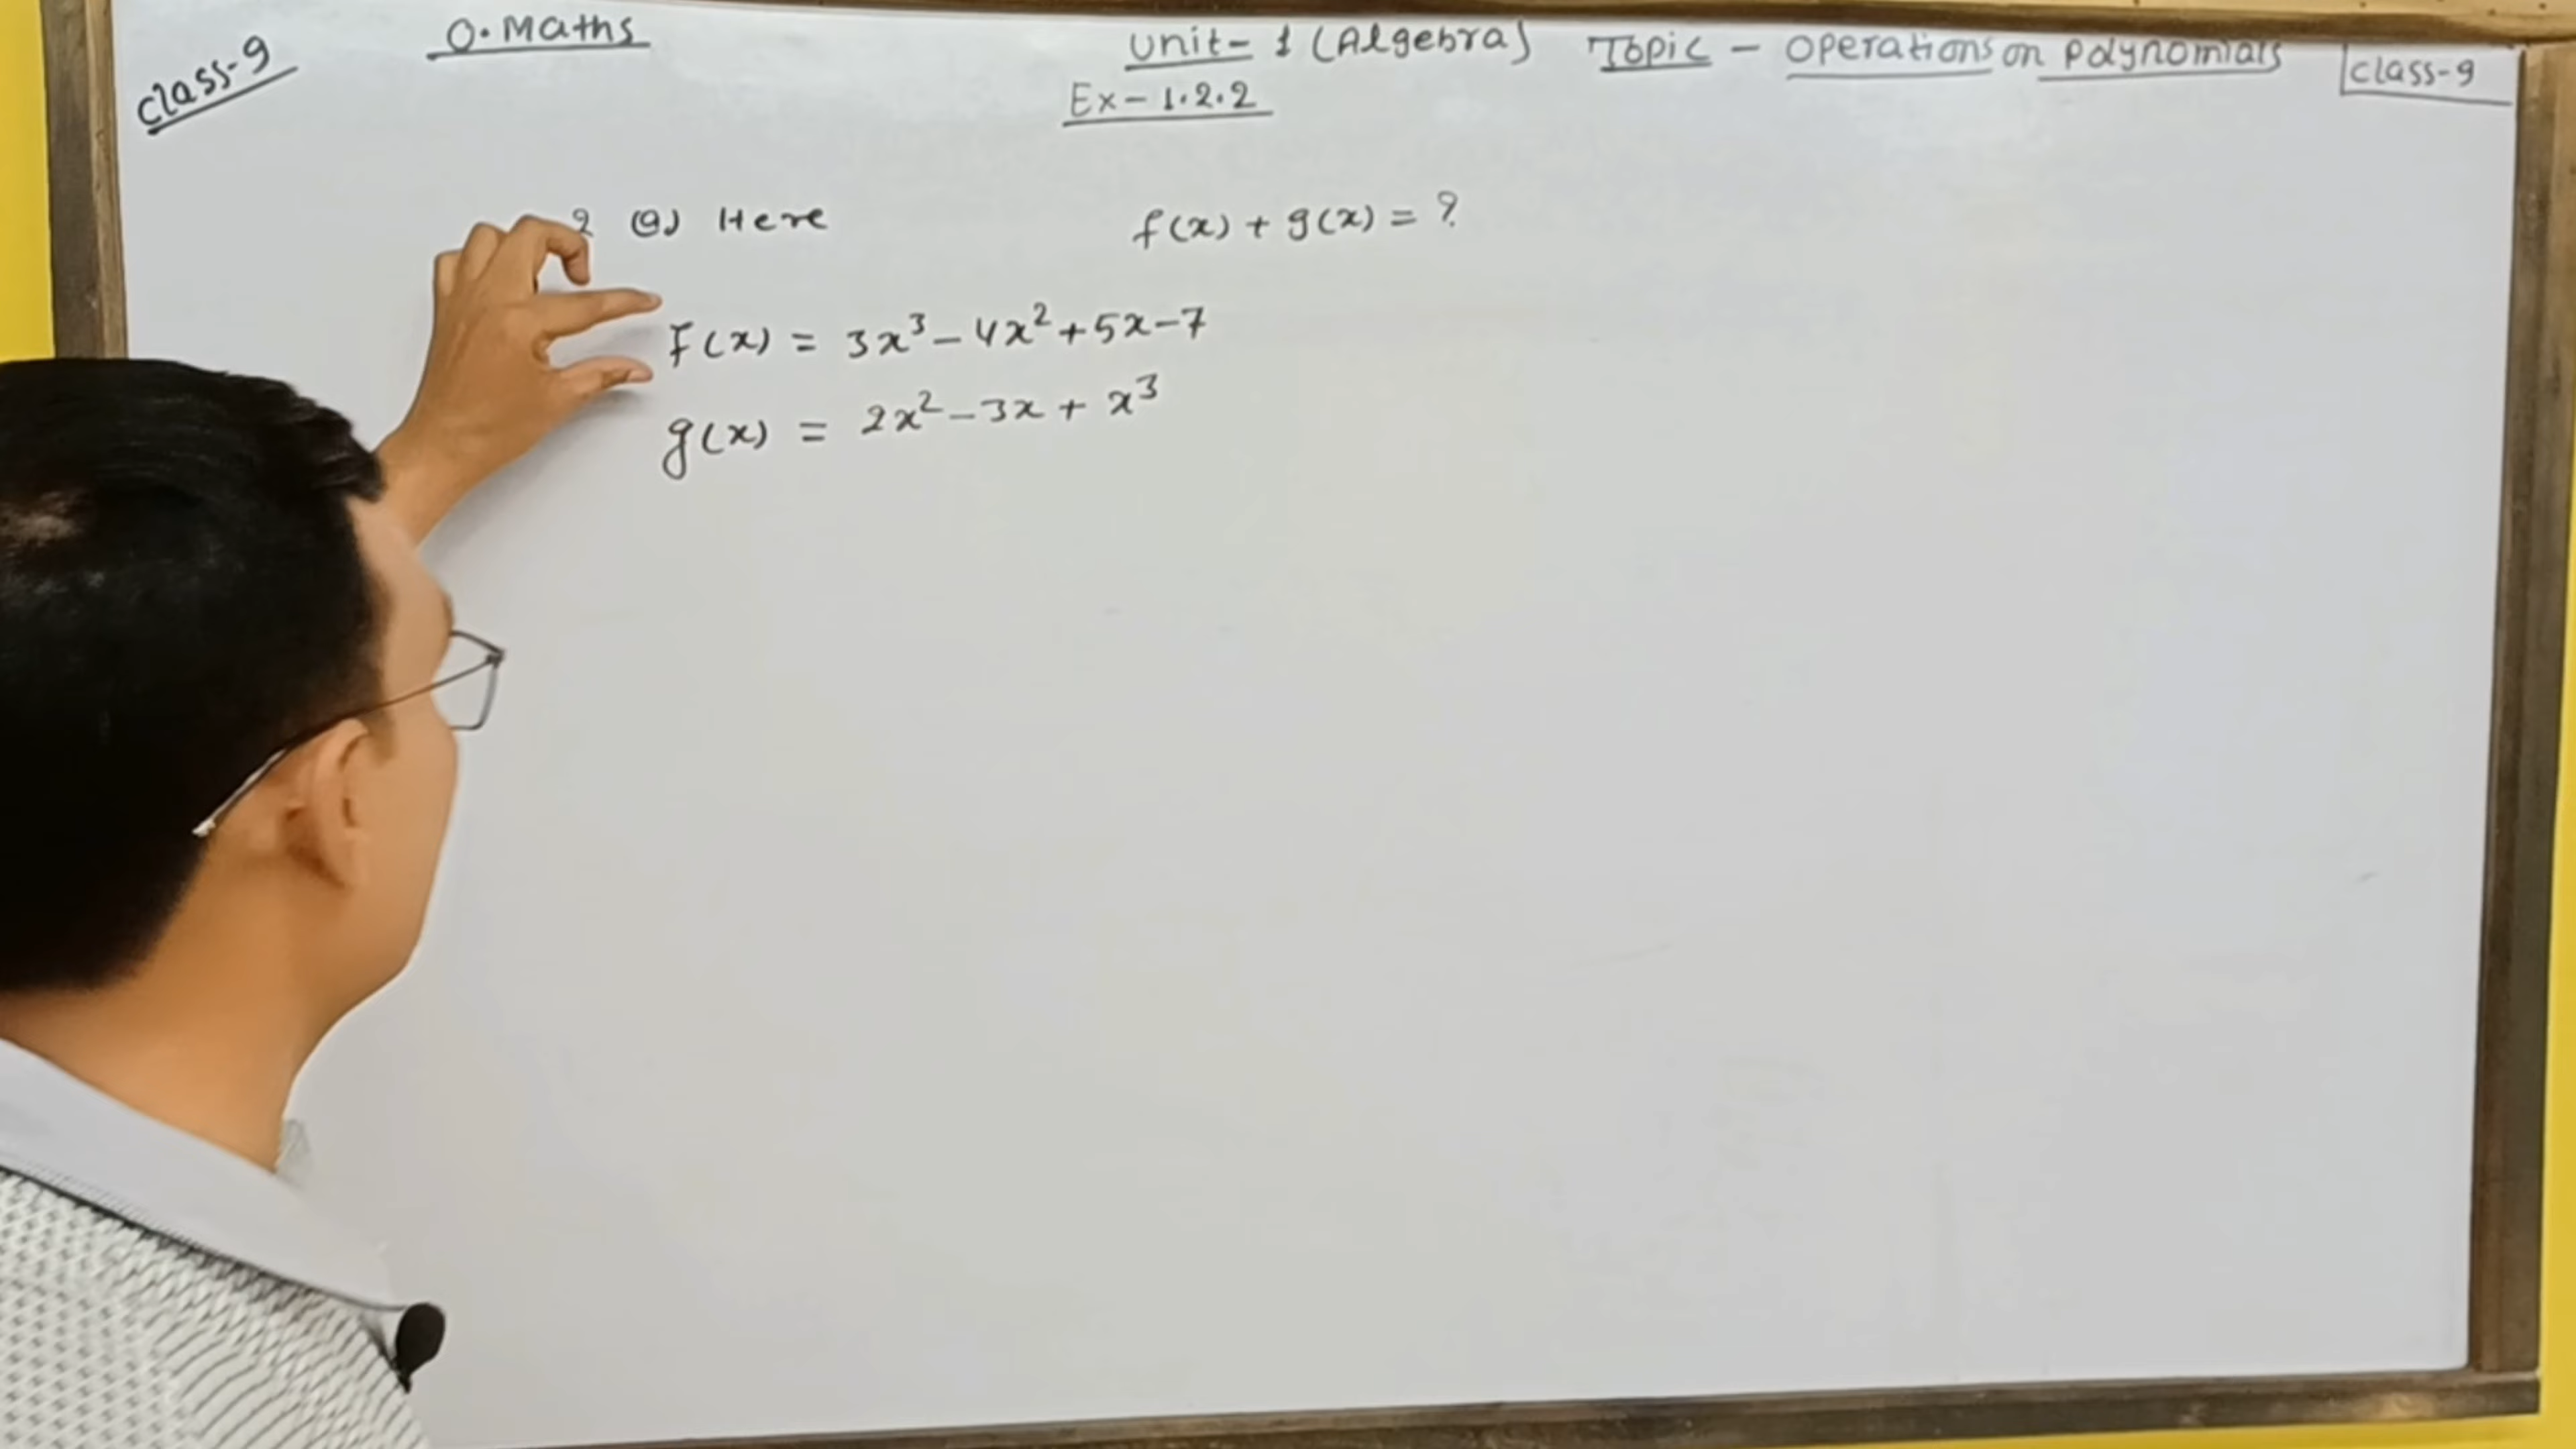 class-9
O. Maths
Unit- 1 (Algebra) Topic - Operations on Polynomials
class-9
Ex- 1.2.2
2 (a) Here
f(x) + g(x) = ?
F(x) = 3x³ - 4x² + 5x - 7
g(x) = 2x² - 3x + x³